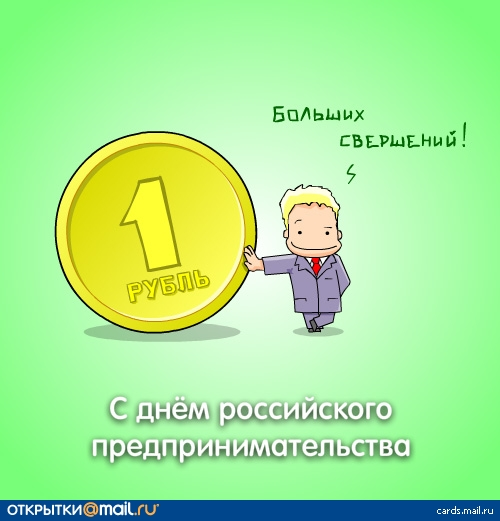 Больших
свершений!
1
РУБЛЬ
С днём российского
предпринимательства
ОТКРЫТКИ@mail.ru
cards.mail.ru